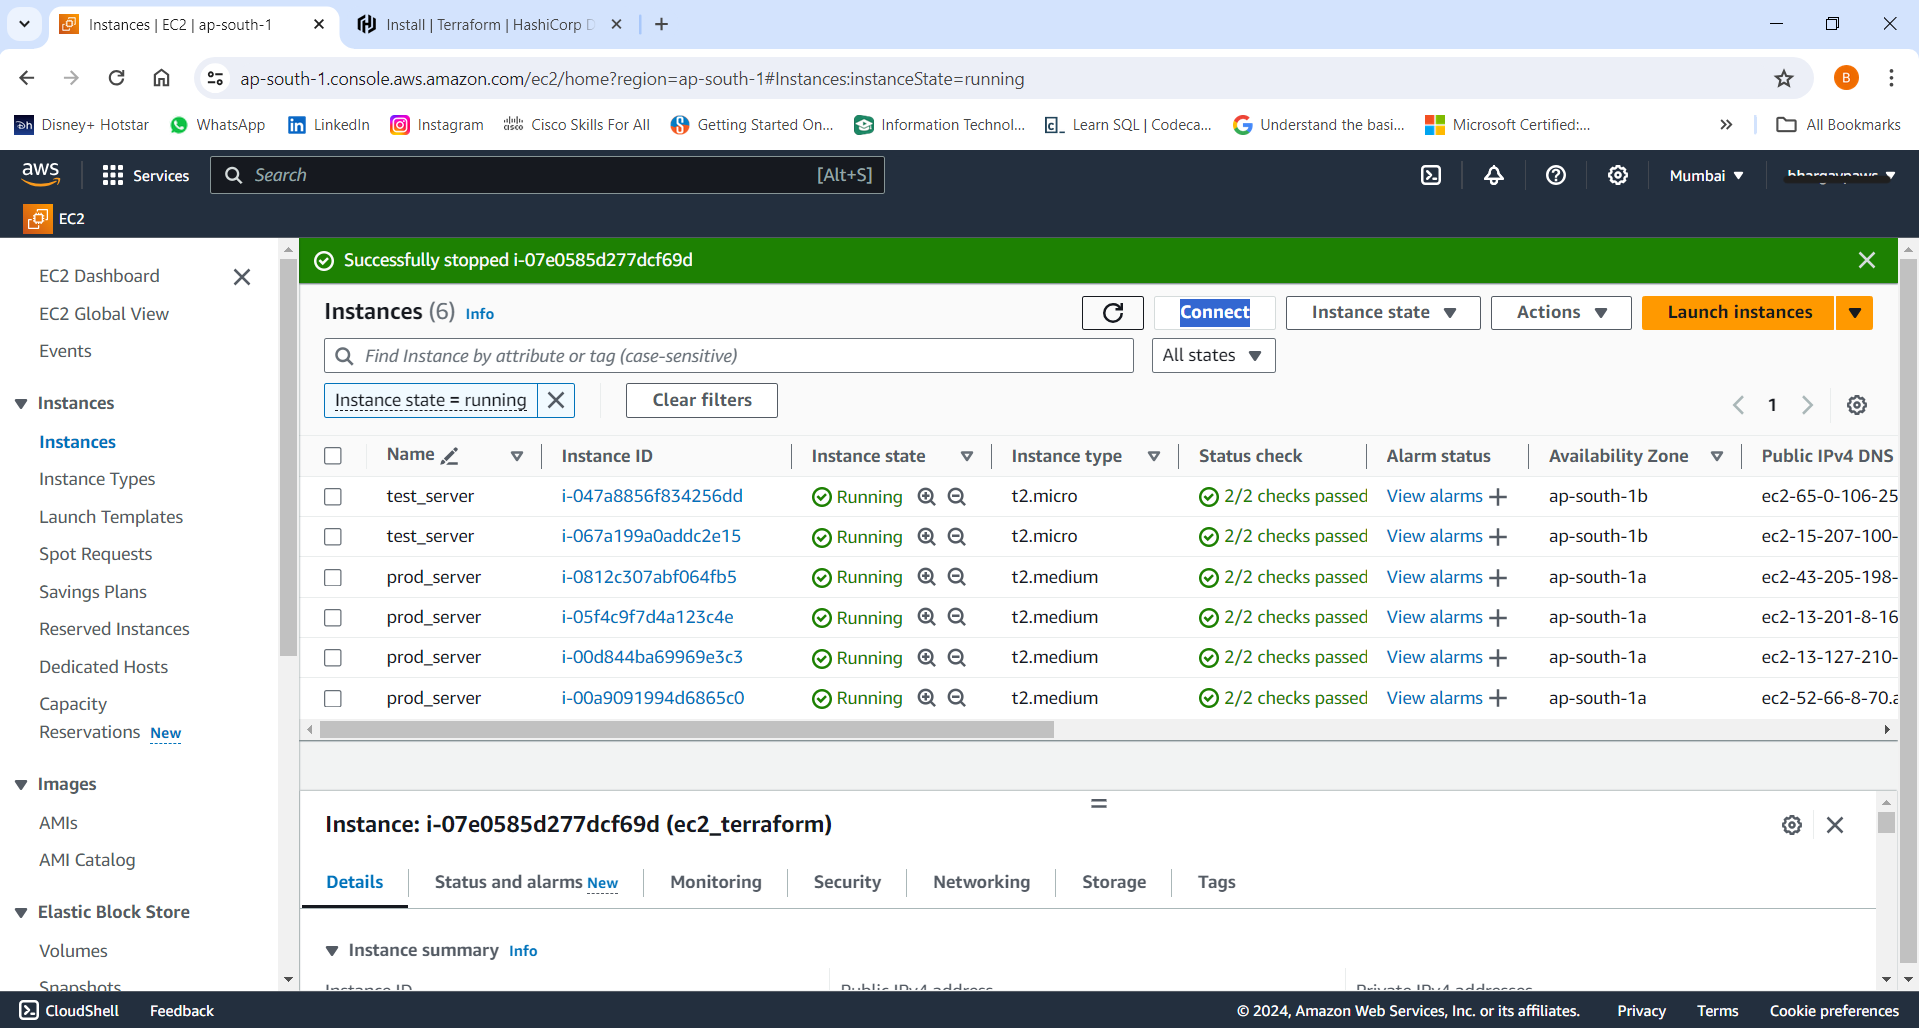 Instances | EC2 | ap-south-1
Install | Terraform | HashiCorp D
ap-south-1.console.aws.amazon.com/ec2/home?region=ap-south-1#Instances:instanceState=running
B
Disney+ Hotstar
WhatsApp
LinkedIn
Instagram
Cisco Skills For All
Getting Started On...
Information Technol...
Learn SQL | Codeca...
Understand the basi...
Microsoft Certified:...
All Bookmarks
aws
Services
Search
[Alt+S]
Mumbai
EC2
EC2 Dashboard
EC2 Global View
Events
Instances
Instances
Instance Types
Launch Templates
Spot Requests
Savings Plans
Reserved Instances
Dedicated Hosts
Capacity
Reservations New
Images
AMIs
AMI Catalog
Elastic Block Store
Volumes
Snapshots
Successfully stopped i-07e0585d277dcf69d
Instances (6) Info
Connect
Instance state
Actions
Launch instances
Find Instance by attribute or tag (case-sensitive)
All states
Instance state = running
Clear filters
1
Name Instance ID Instance state Instance type Status check Alarm status Availability Zone Public IPv4 DNS
test_server i-047a8856f834256dd Running t2.micro 2/2 checks passed View alarms ap-south-1b ec2-65-0-106-25
test_server i-067a199a0addc2e15 Running t2.micro 2/2 checks passed View alarms ap-south-1b ec2-15-207-100-
prod_server i-0812c307abf064fb5 Running t2.medium 2/2 checks passed View alarms ap-south-1a ec2-43-205-198-
prod_server i-05f4c9f7d4a123c4e Running t2.medium 2/2 checks passed View alarms ap-south-1a ec2-13-201-8-16
prod_server i-00d844ba69969e3c3 Running t2.medium 2/2 checks passed View alarms ap-south-1a ec2-13-127-210-
prod_server i-00a9091994d6865c0 Running t2.medium 2/2 checks passed View alarms ap-south-1a ec2-52-66-8-70.a
Instance: i-07e0585d277dcf69d (ec2_terraform)
Details
Status and alarms New
Monitoring
Security
Networking
Storage
Tags
Instance summary Info
Instance ID
Public IPv4 address
Private IPv4 addresses
CloudShell
Feedback
© 2024, Amazon Web Services, Inc. or its affiliates.
Privacy
Terms
Cookie preferences